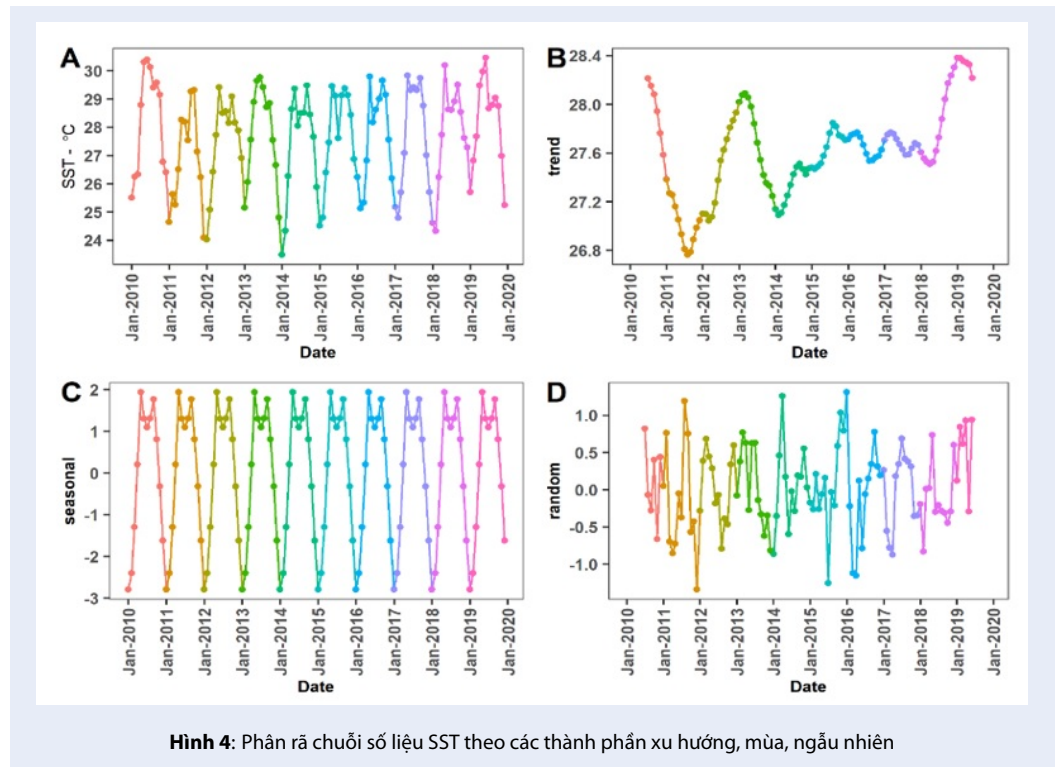 A
SST - °C
30
29
28
27
26
25
24
Jan-2010
Jan-2011
Jan-2012
Jan-2013
Jan-2014
Jan-2015
Jan-2016
Jan-2017
Jan-2018
Jan-2019
Jan-2020
Date
B
trend
28.4
28.0
27.6
27.2
26.8
Jan-2010
Jan-2011
Jan-2012
Jan-2013
Jan-2014
Jan-2015
Jan-2016
Jan-2017
Jan-2018
Jan-2019
Jan-2020
Date
C
seasonal
2
1
0
-1
-2
-3
Jan-2010
Jan-2011
Jan-2012
Jan-2013
Jan-2014
Jan-2015
Jan-2016
Jan-2017
Jan-2018
Jan-2019
Jan-2020
Date
D
random
1.0
0.5
0.0
-0.5
-1.0
Jan-2010
Jan-2011
Jan-2012
Jan-2013
Jan-2014
Jan-2015
Jan-2016
Jan-2017
Jan-2018
Jan-2019
Jan-2020
Date
Hình 4: Phân rã chuỗi số liệu SST theo các thành phần xu hướng, mùa, ngẫu nhiên